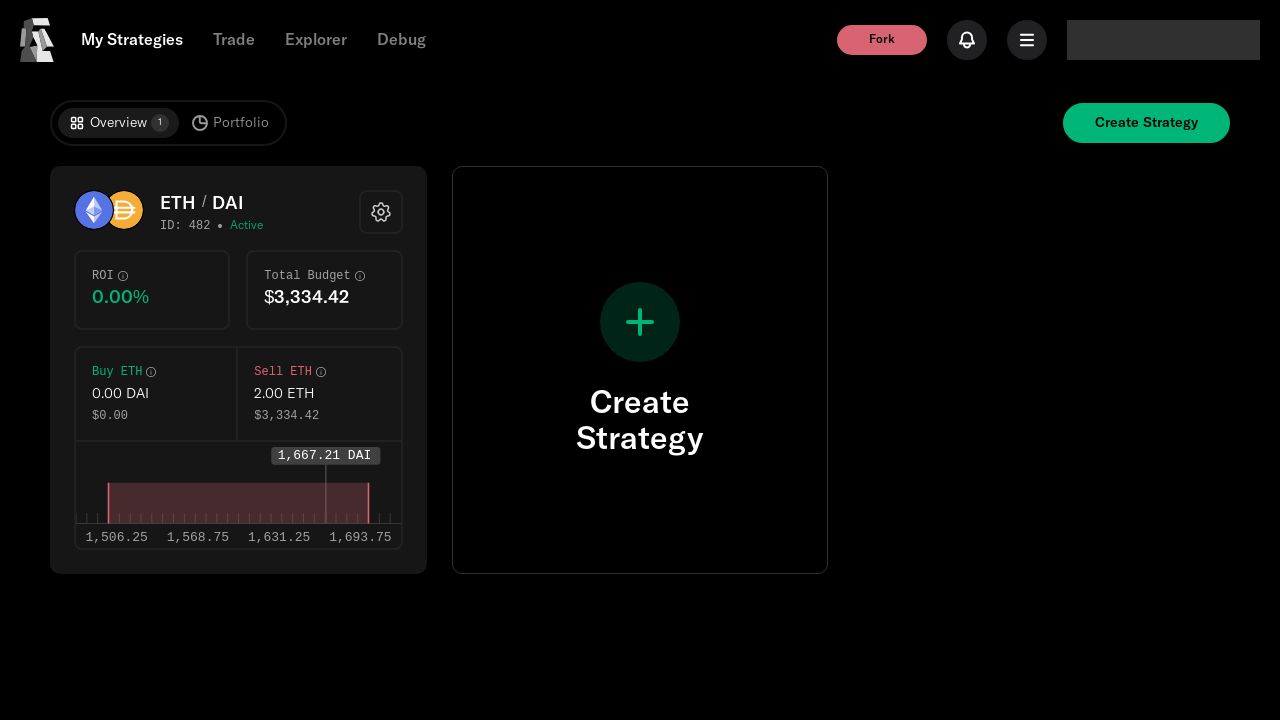 My Strategies
Trade
Explorer
Debug
Fork
Overview 1
Portfolio
Create Strategy
ETH / DAI
ID: 482 • Active
ROI
0.00%
Total Budget
$3,334.42
Buy ETH
0.00 DAI
$0.00
Sell ETH
2.00 ETH
$3,334.42
1,667.21 DAI
1,506.25 1,568.75 1,631.25 1,693.75
Create
Strategy